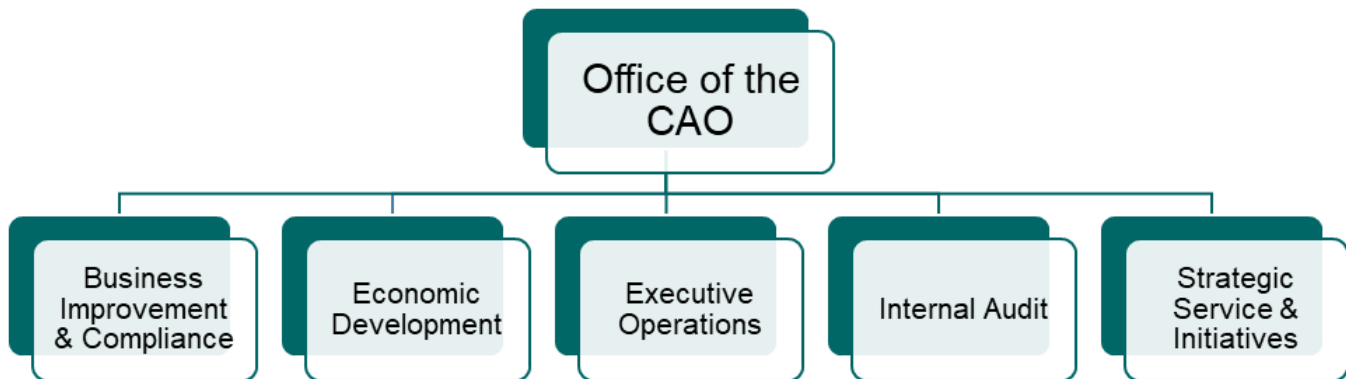 Office of the
CAO
Business
Improvement
& Compliance
Economic
Development
Executive
Operations
Internal Audit
Strategic
Service &
Initiatives